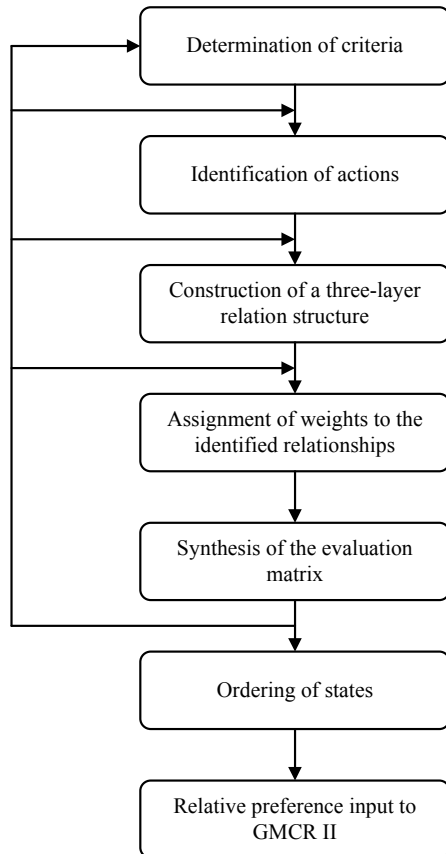 Determination of criteria
Identification of actions
Construction of a three-layer
relation structure
Assignment of weights to the
identified relationships
Synthesis of the evaluation
matrix
Ordering of states
Relative preference input to
GMCR II